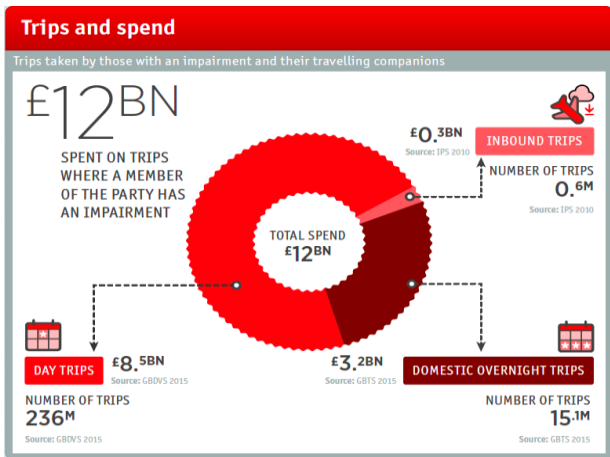 Trips and spend
Trips taken by those with an impairment and their travelling companions
£12BN
SPENT ON TRIPS
WHERE A MEMBER
OF THE PARTY HAS
AN IMPAIRMENT
£0.3BN
Source: IPS 2010
INBOUND TRIPS
NUMBER OF TRIPS
0.6M
Source: IPS 2010
TOTAL SPEND
£12BN
DAY TRIPS
£8.5BN
Source: GBDVS 2015
NUMBER OF TRIPS
236M
Source: GBDVS 2015
£3.2BN
Source: GBTS 2015
DOMESTIC OVERNIGHT TRIPS
NUMBER OF TRIPS
15.1M
Source: GBTS 2015